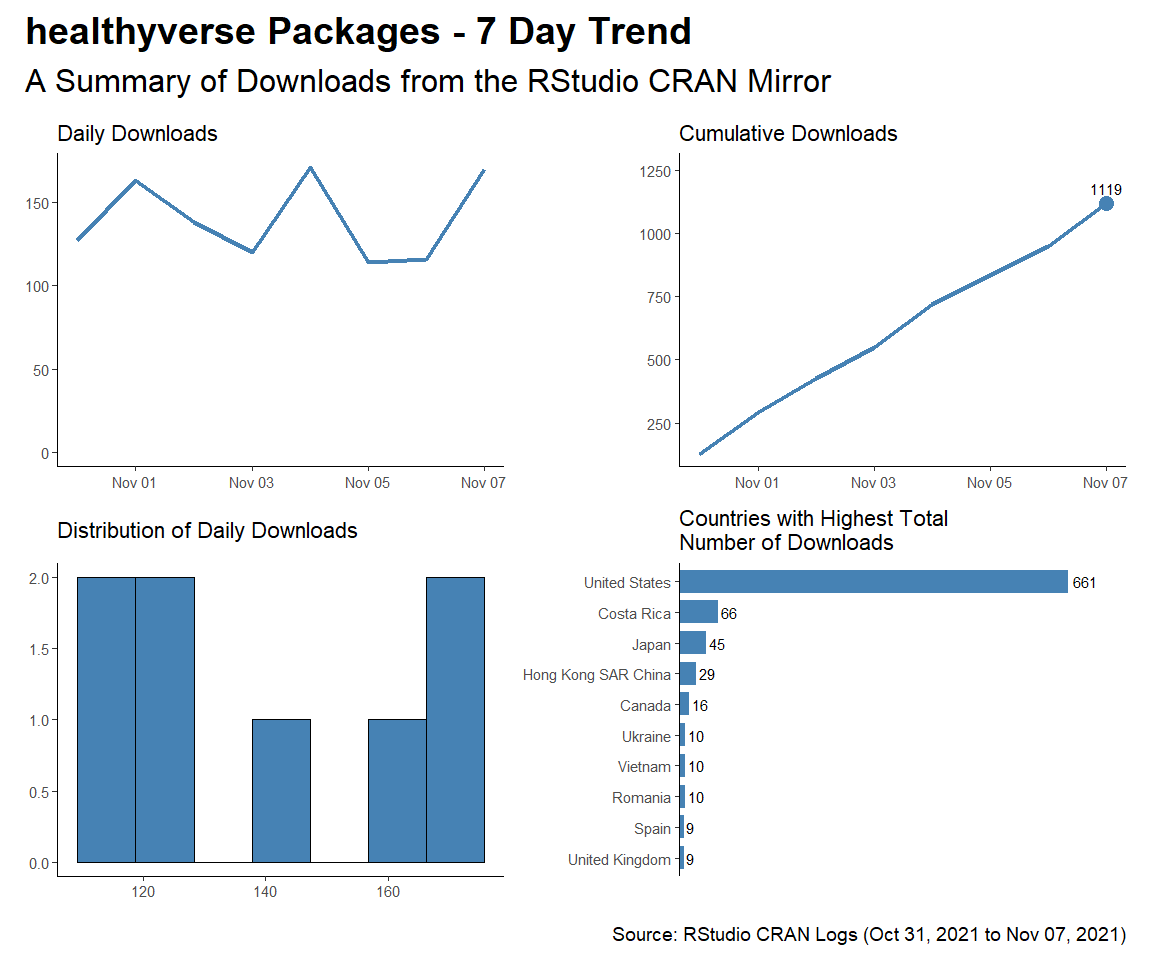 healthyverse Packages - 7 Day Trend
A Summary of Downloads from the RStudio CRAN Mirror
Daily Downloads
150
100
50
0
Nov 01 Nov 03 Nov 05 Nov 07
Cumulative Downloads
1250
1000
750
500
250
1119
Nov 01 Nov 03 Nov 05 Nov 07
Distribution of Daily Downloads
2.0
1.5
1.0
0.5
0.0
120 140 160
Countries with Highest Total
Number of Downloads
United States 661
Costa Rica 66
Japan 45
Hong Kong SAR China 29
Canada 16
Ukraine 10
Vietnam 10
Romania 10
Spain 9
United Kingdom 9
Source: RStudio CRAN Logs (Oct 31, 2021 to Nov 07, 2021)